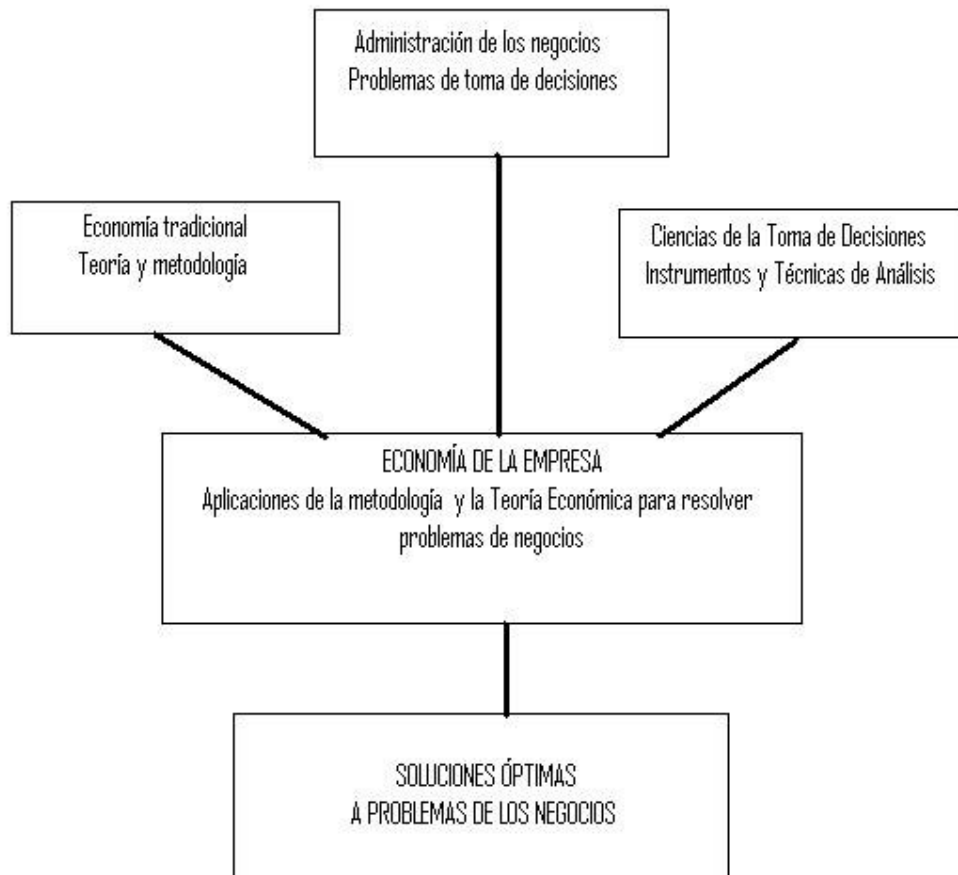 Administración de los negocios
Problemas de toma de decisiones
Economía tradicional
Teoría y metodología
Ciencias de la Toma de Decisiones
Instrumentos y Técnicas de Análisis
ECONOMÍA DE LA EMPRESA
Aplicaciones de la metodología y la Teoría Económica para resolver
problemas de negocios
SOLUCIONES ÓPTIMAS
A PROBLEMAS DE LOS NEGOCIOS